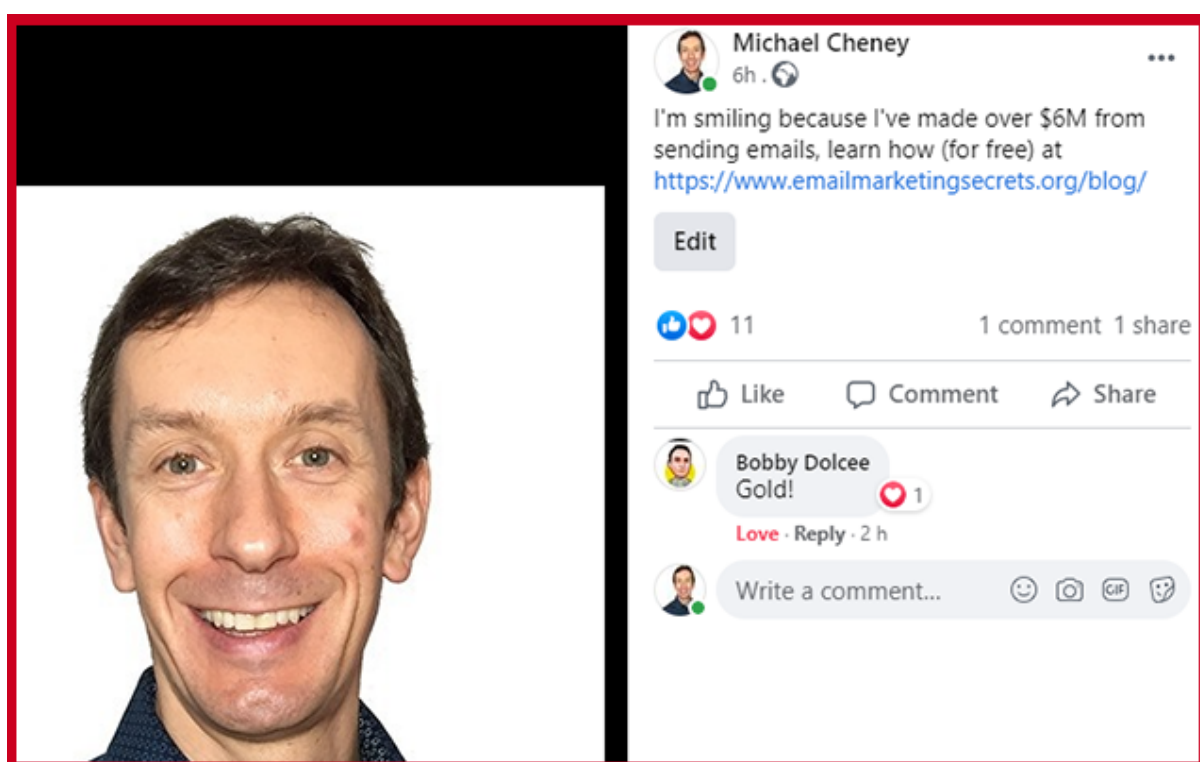 Michael Cheney
6h .
I'm smiling because I've made over $6M from
sending emails, learn how (for free) at
https://www.emailmarketingsecrets.org/blog/
Edit
11
1 comment 1 share
Like Comment Share
Bobby Dolcee
Gold!
1
Love · Reply · 2 h
Write a comment...
GIF